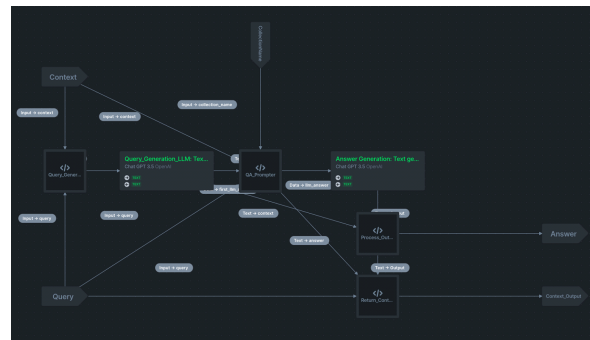 CollectionName
Context
Input → collection_name
Input → context
Input → context
Query_Generation_LLM: Tex...
Chat GPT 3.5 OpenAI
TEXT
TEXT
Query_Gener...
QA_Prompter
Answer Generation: Text ge...
Chat GPT 3.5 OpenAI
TEXT
TEXT
Data → llm_answer
Input → query
Input → query
Text → context
Process_Out...
Answer
Text → answer
Input → query
Text → Output
Query
Return_Cont...
Context_Output